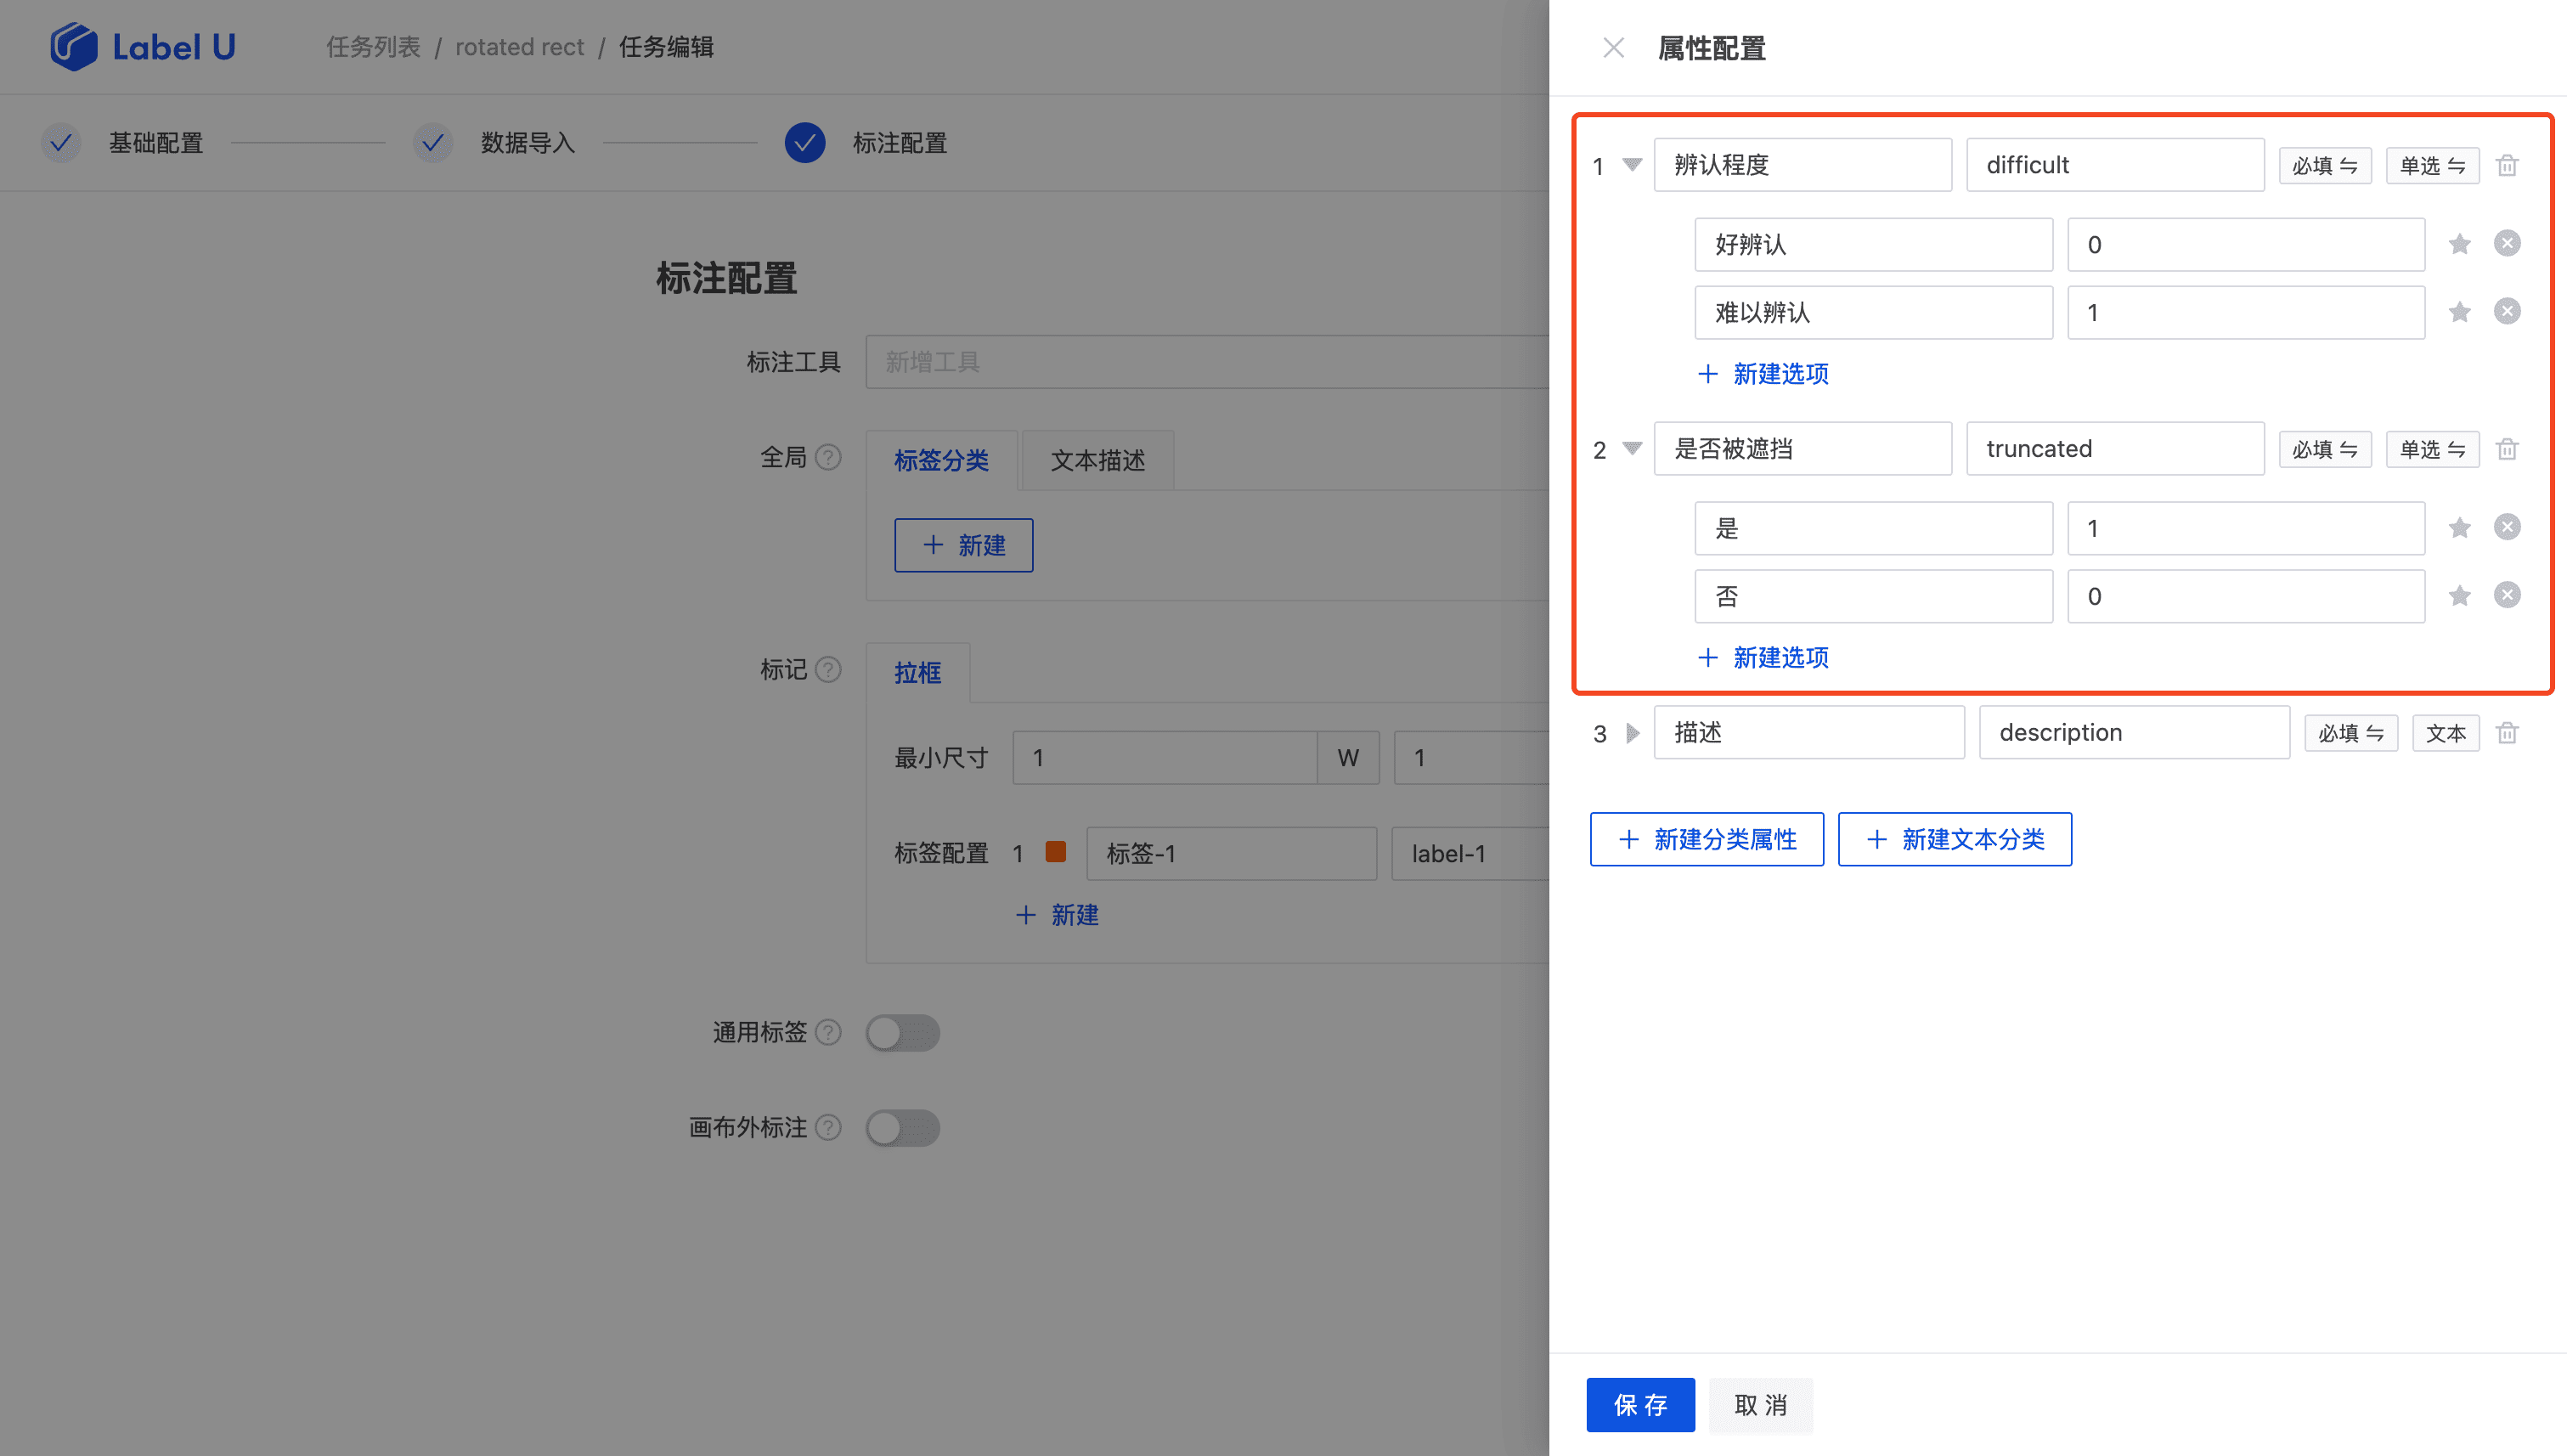 Label U
任务列表 / rotated rect / 任务编辑
基础配置 数据导入 标注配置
标注配置
标注工具 新增工具
全局 标签分类 文本描述
新建
标记 拉框
最小尺寸 1 W 1
标签配置 1 标签-1 label-1
新建
通用标签
画布外标注
属性配置
1 辨认程度 difficult 必填 单选
好辨认 0
难以辨认 1
新建选项
2 是否被遮挡 truncated 必填 单选
是 1
否 0
新建选项
3 描述 description 必填 文本
新建分类属性 新建文本分类
保存 取消